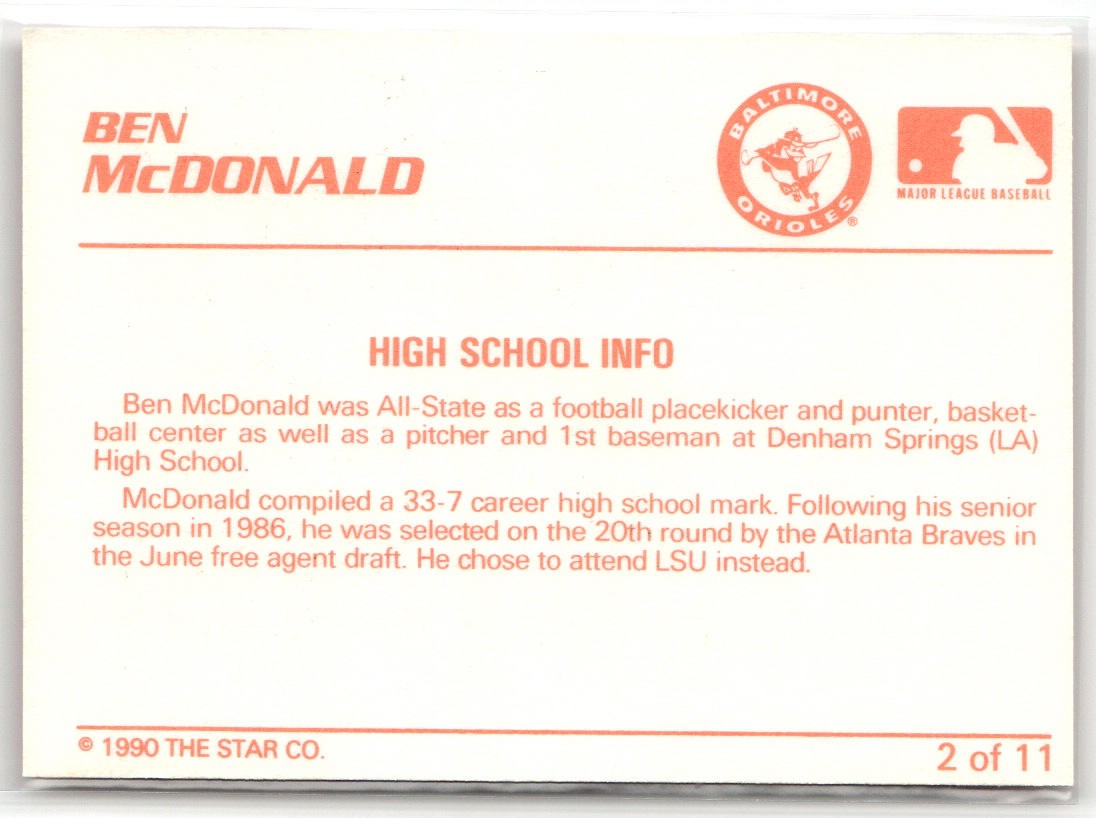 BEN
McDONALD
BALTIMORE
ORIOLES
®
MAJOR LEAGUE BASEBALL
HIGH SCHOOL INFO
Ben McDonald was All-State as a football placekicker and punter, basket-
ball center as well as a pitcher and 1st baseman at Denham Springs (LA)
High School.
McDonald compiled a 33-7 career high school mark. Following his senior
season in 1986, he was selected on the 20th round by the Atlanta Braves in
the June free agent draft. He chose to attend LSU instead.
© 1990 THE STAR CO.
2 of 11